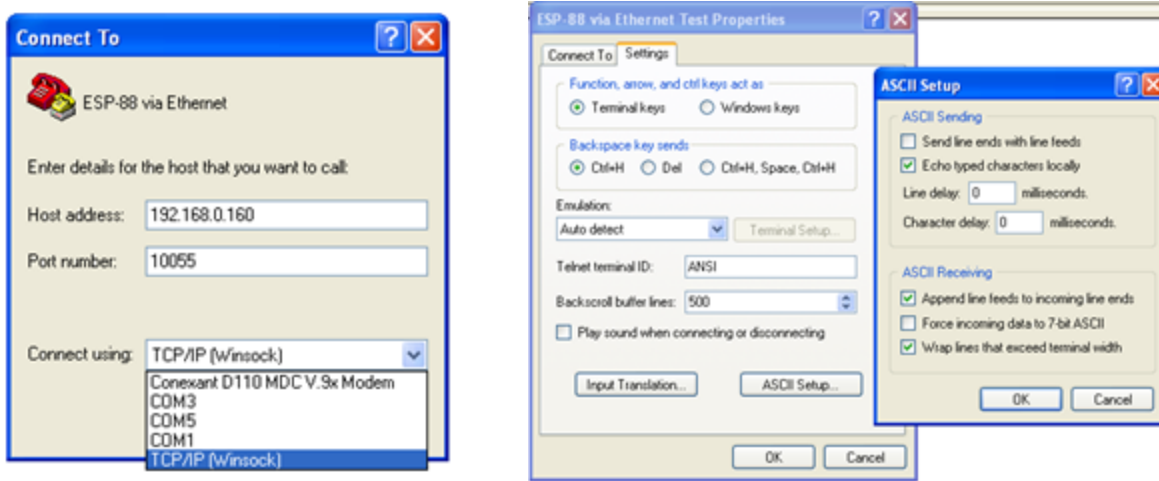 Connect To
ESP-88 via Ethernet
Enter details for the host that you want to call:
Host address: 192.168.0.160
Port number: 10055
Connect using: TCP/IP (Winsock)
Conexant D110 MDC V.9x Modem
COM3
COM5
COM1
TCP/IP (Winsock)
ESP-88 via Ethernet Test Properties
Connect To Settings
Function, arrow, and ctrl keys act as
Terminal keys Windows keys
Backspace key sends
Ctrl+H Del Ctrl+H, Space, Ctrl+H
Emulation:
Auto detect Terminal Setup...
Telnet terminal ID: ANSI
Backscroll buffer lines: 500
Play sound when connecting or disconnecting
Input Translation... ASCII Setup...
OK Cancel
ASCII Setup
ASCII Sending
Send line ends with line feeds
Echo typed characters locally
Line delay: 0 milliseconds.
Character delay: 0 milliseconds.
ASCII Receiving
Append line feeds to incoming line ends
Force incoming data to 7-bit ASCII
Wrap lines that exceed terminal width
OK Cancel